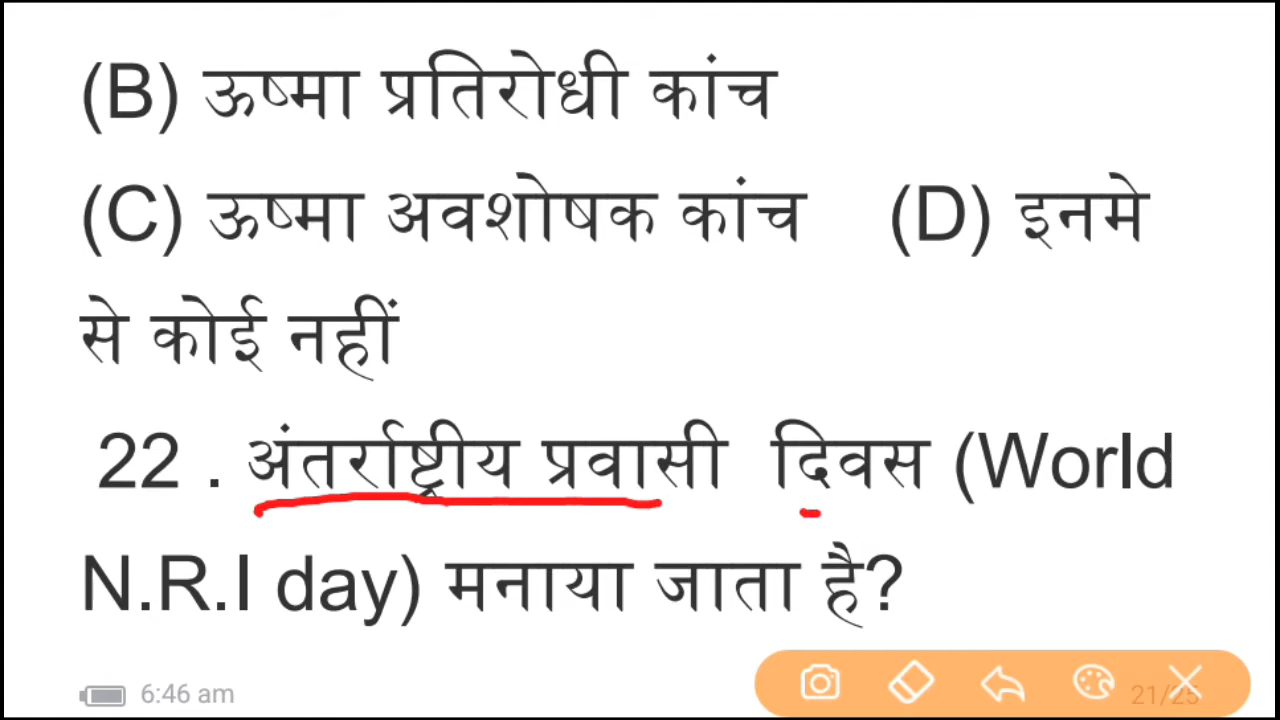 (B) ऊष्मा प्रतिरोधी कांच
(C) ऊष्मा अवशोषक कांच (D) इनमे
से कोई नहीं
22 . अंतर्राष्ट्रीय प्रवासी दिवस (World
N.R.I day) मनाया जाता है?
6:46 am
21/25